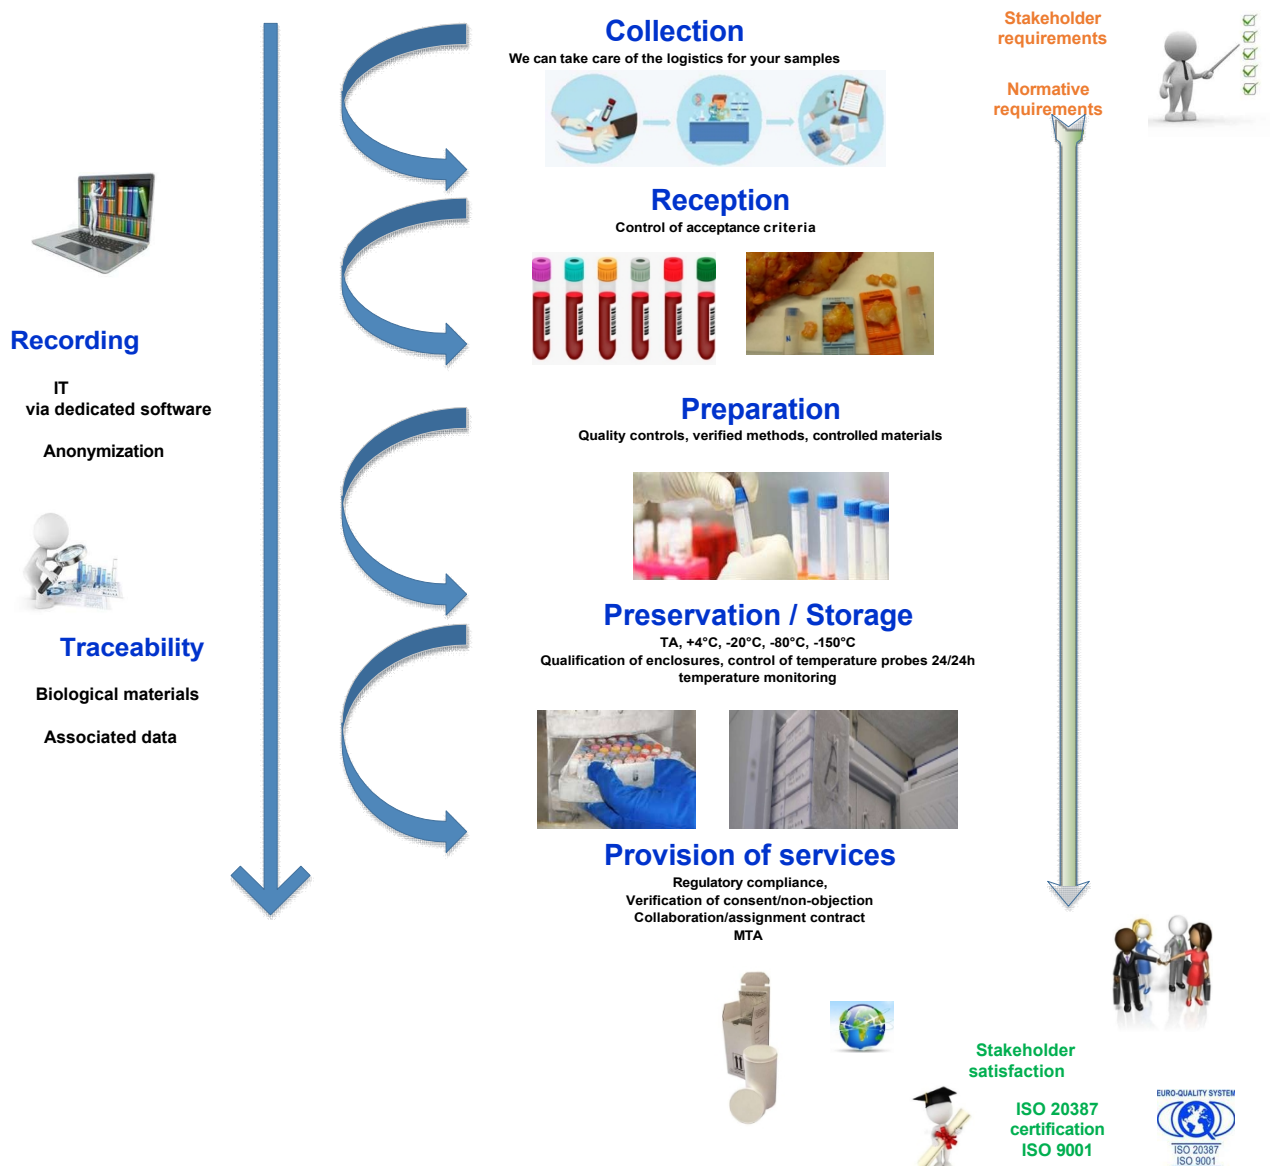 Collection
We can take care of the logistics for your samples
Stakeholder
requirements
Normative
requirements
Reception
Control of acceptance criteria
Recording
IT
via dedicated software
Anonymization
Preparation
Quality controls, verified methods, controlled materials
Preservation / Storage
TA, +4°C, -20°C, -80°C, -150°C
Qualification of enclosures, control of temperature probes 24/24h
temperature monitoring
Traceability
Biological materials
Associated data
Provision of services
Regulatory compliance,
Verification of consent/non-objection
Collaboration/assignment contract
MTA
Stakeholder
satisfaction
ISO 20387
certification
ISO 9001
EURO-QUALITY SYSTEM
ISO 20387
ISO 9001